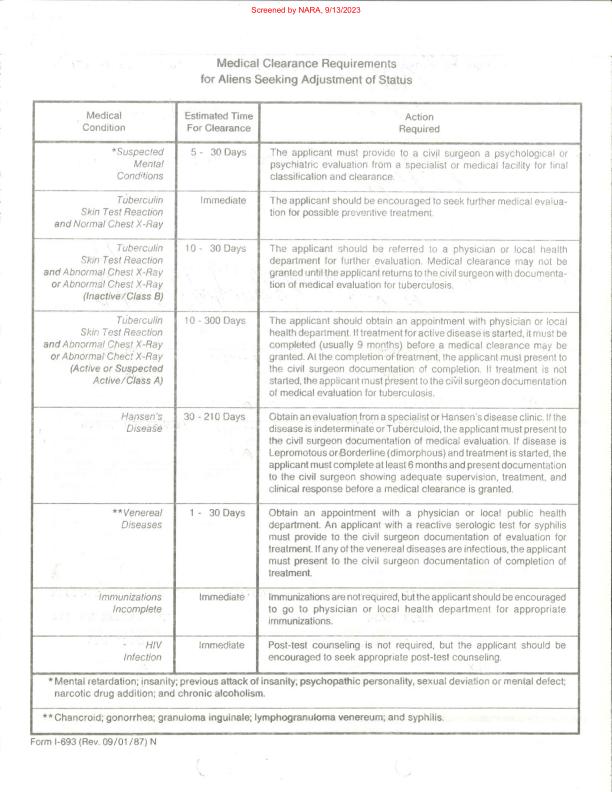 Screened by NARA, 9/13/2023
Medical Clearance Requirements
for Aliens Seeking Adjustment of Status
Medical
Condition
Estimated Time
For Clearance
Action
Required
*Suspected
Mental
Conditions
5 - 30 Days
The applicant must provide to a civil surgeon a psychological or
psychiatric evaluation from a specialist or medical facility for final
classification and clearance.
Tuberculin
Skin Test Reaction
and Normal Chest X-Ray
Immediate
The applicant should be encouraged to seek further medical evalua-
tion for possible preventive treatment.
Tuberculin
Skin Test Reaction
and Abnormal Chest X-Ray
or Abnormal Chest X-Ray
(Inactive/Class B)
10 - 30 Days
The applicant should be referred to a physician or local health
department for further evaluation. Medical clearance may not be
granted until the applicant returns to the civil surgeon with documenta-
tion of medical evaluation for tuberculosis.
Tuberculin
Skin Test Reaction
and Abnormal Chest X-Ray
or Abnormal Chect X-Ray
(Active or Suspected
Active/Class A)
10 - 300 Days
The applicant should obtain an appointment with physician or local
health department. If treatment for active disease is started, it must be
completed (usually 9 months) before a medical clearance may be
granted. At the completion of treatment, the applicant must present to
the civil surgeon documentation of completion. If treatment is not
started, the applicant must present to the civil surgeon documentation
of medical evaluation for tuberculosis.
Hansen's
Disease
30 - 210 Days
Obtain an evaluation from a specialist or Hansen's disease clinic. If the
disease is indeterminate or Tuberculoid, the applicant must present to
the civil surgeon documentation of medical evaluation. If disease is
Lepromotous or Borderline (dimorphous) and treatment is started, the
applicant must complete at least 6 months and present documentation
to the civil surgeon showing adequate supervision, treatment, and
clinical response before a medical clearance is granted.
**Venereal
Diseases
1 - 30 Days
Obtain an appointment with a physician or local public health
department. An applicant with a reactive serologic test for syphilis
must provide to the civil surgeon documentation of evaluation for
treatment. If any of the venereal diseases are infectious, the applicant
must present to the civil surgeon documentation of completion of
treatment.
Immunizations
Incomplete
Immediate
Immunizations are not required, but the applicant should be encouraged
to go to physician or local health department for appropriate
immunizations.
HIV
Infection
Immediate
Post-test counseling is not required, but the applicant should be
encouraged to seek appropriate post-test counseling.
*Mental retardation; insanity; previous attack of insanity; psychopathic personality, sexual deviation or mental defect;
narcotic drug addition; and chronic alcoholism.
**Chancroid; gonorrhea; granuloma inguinale; lymphogranuloma venereum; and syphilis.
Form I-693 (Rev. 09/01/87) N